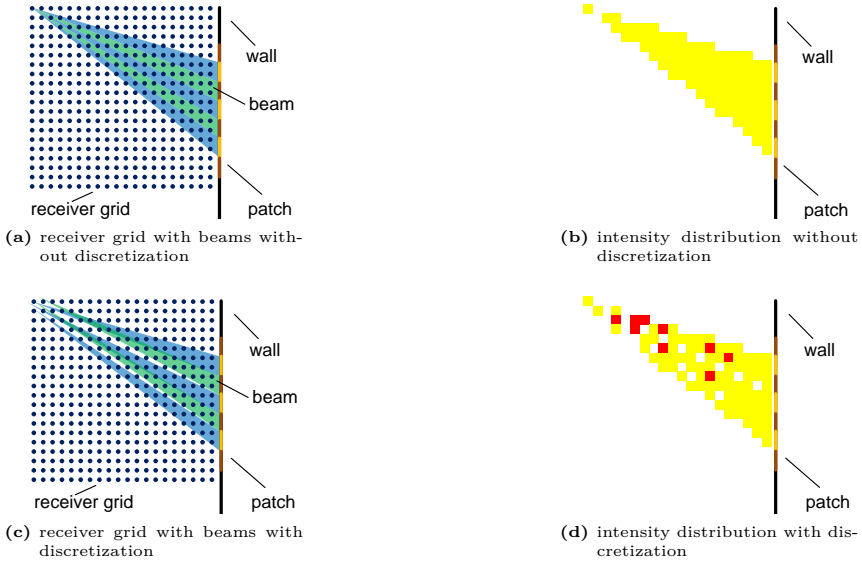 wall
beam
receiver grid
patch
(a) receiver grid with beams with-
out discretization
wall
patch
(b) intensity distribution without
discretization
wall
beam
receiver grid
patch
(c) receiver grid with beams with
discretization
wall
patch
(d) intensity distribution with dis-
cretization